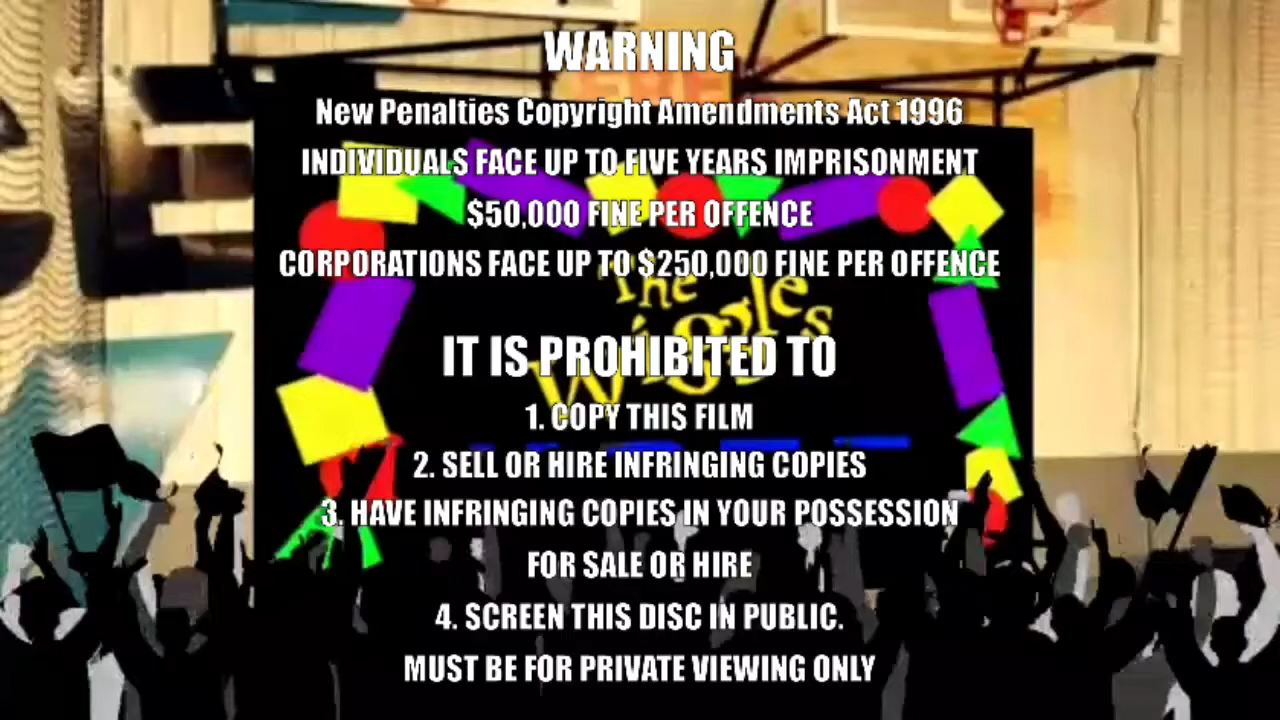 WARNING
New Penalties Copyright Amendments Act 1996
INDIVIDUALS FACE UP TO FIVE YEARS IMPRISONMENT
$50,000 FINE PER OFFENCE
CORPORATIONS FACE UP TO $250,000 FINE PER OFFENCE
The
Wiggles
IT IS PROHIBITED TO
1. COPY THIS FILM
2. SELL OR HIRE INFRINGING COPIES
3. HAVE INFRINGING COPIES IN YOUR POSSESSION
FOR SALE OR HIRE
4. SCREEN THIS DISC IN PUBLIC.
MUST BE FOR PRIVATE VIEWING ONLY